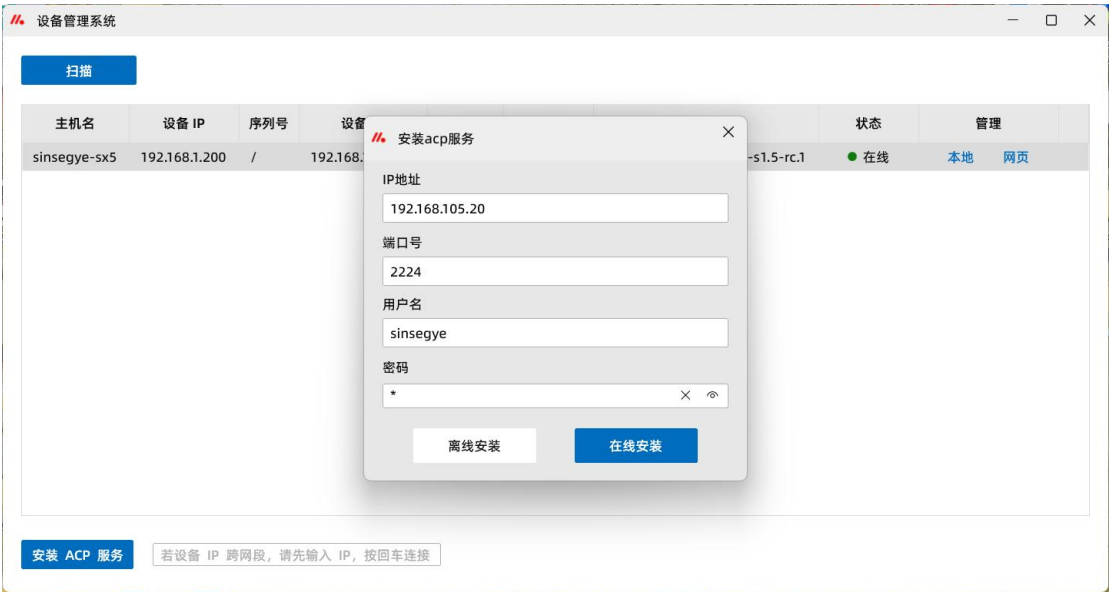 设备管理系统
扫描
主机名 设备 IP 序列号 设备 状态 管理
sinsegye-sx5 192.168.1.200 / 192.168. -s1.5-rc.1 在线 本地 网页
安装acp服务
IP地址
192.168.105.20
端口号
2224
用户名
sinsegye
密码
*
离线安装 在线安装
安装 ACP 服务 若设备 IP 跨网段，请先输入 IP，按回车连接